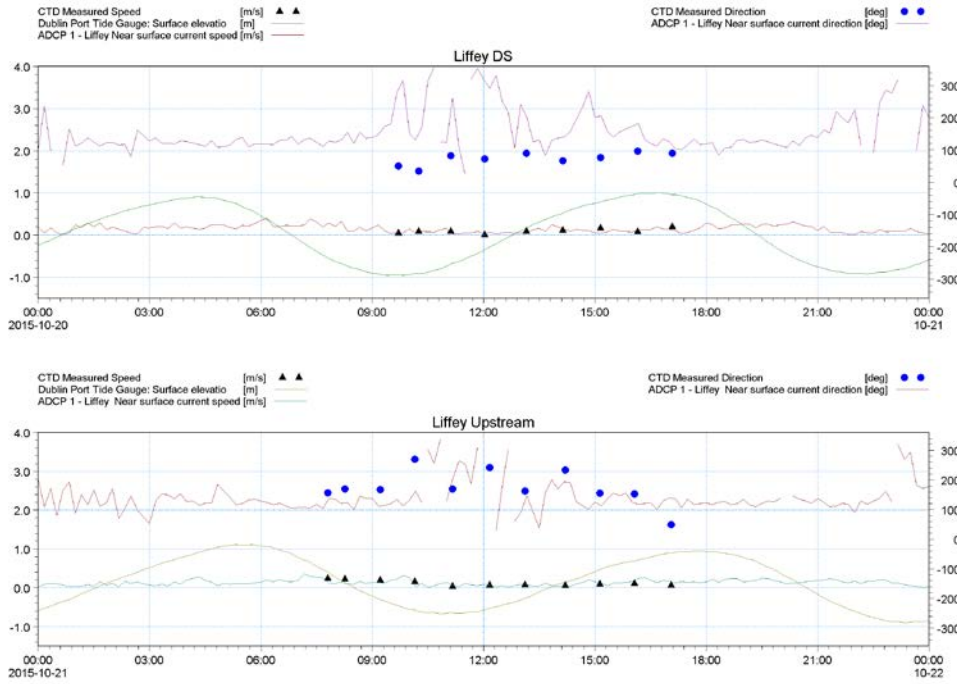 CTD Measured Speed [m/s]
Dublin Port Tide Gauge: Surface elevatio [m]
ADCP 1 - Liffey Near surface current speed [m/s]
CTD Measured Direction [deg]
ADCP 1 - Liffey Near surface current direction [deg]
Liffey DS
4.0
3.0
2.0
1.0
0.0
-1.0
300
200
100
0
-100
-200
-300
00:00 03:00 06:00 09:00 12:00 15:00 18:00 21:00 00:00
2015-10-20 10-21
CTD Measured Speed [m/s]
Dublin Port Tide Gauge: Surface elevatio [m]
ADCP 1 - Liffey Near surface current speed [m/s]
CTD Measured Direction [deg]
ADCP 1 - Liffey Near surface current direction [deg]
Liffey Upstream
4.0
3.0
2.0
1.0
0.0
-1.0
300
200
100
0
-100
-200
-300
00:00 03:00 06:00 09:00 12:00 15:00 18:00 21:00 00:00
2015-10-21 10-22